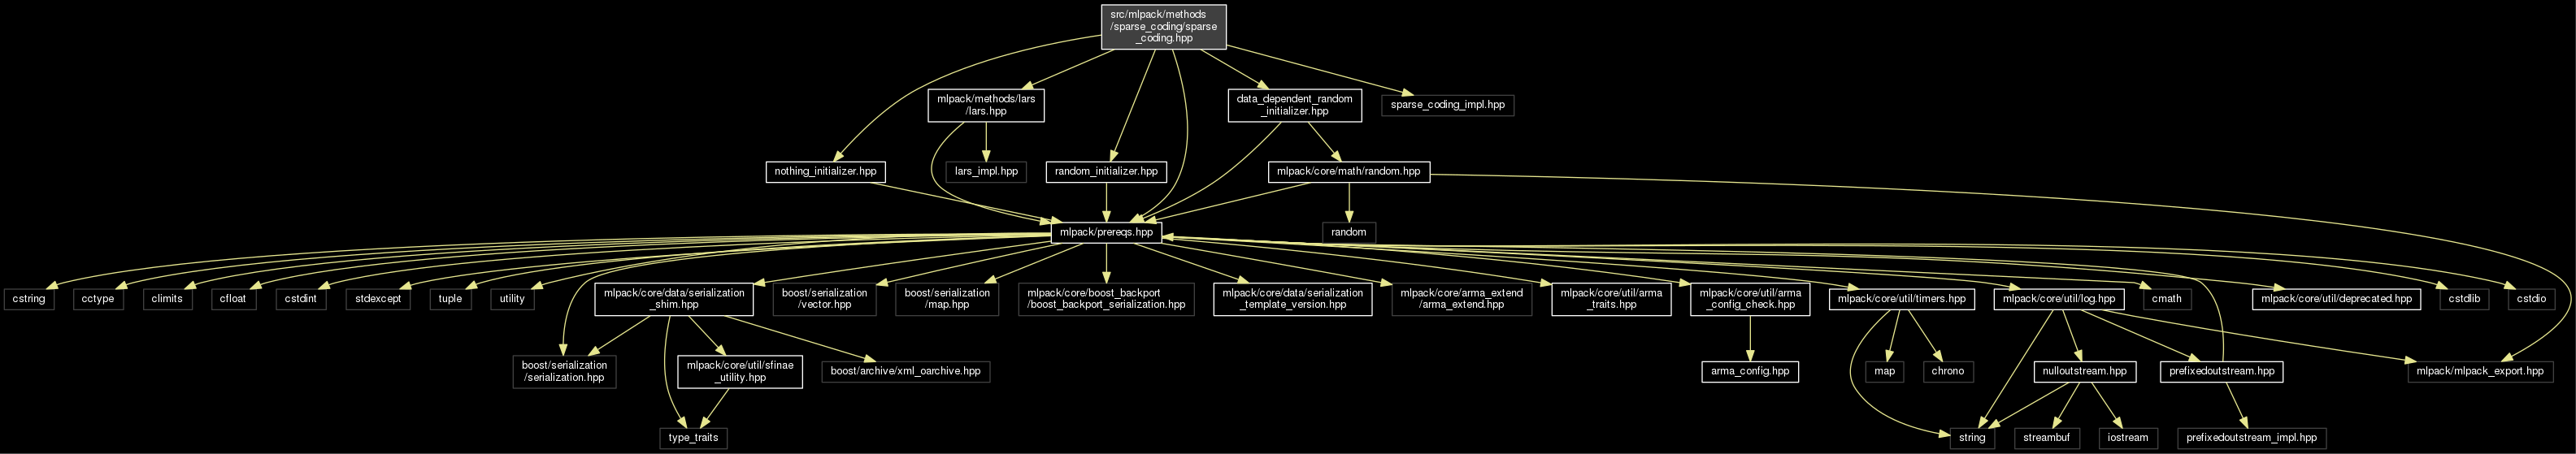 src/mlpack/methods
/sparse_coding/sparse
_coding.hpp
mlpack/methods/lars
/lars.hpp
data_dependent_random
_initializer.hpp
sparse_coding_impl.hpp
nothing_initializer.hpp
lars_impl.hpp
random_initializer.hpp
mlpack/core/math/random.hpp
mlpack/prereqs.hpp
random
cstring
cctype
climits
cfloat
cstdint
stdexcept
tuple
utility
mlpack/core/data/serialization
_shim.hpp
boost/serialization
/vector.hpp
boost/serialization
/map.hpp
mlpack/core/boost_backport
/boost_backport_serialization.hpp
mlpack/core/data/serialization
_template_version.hpp
mlpack/core/arma_extend
/arma_extend.hpp
mlpack/core/util/arma
_traits.hpp
mlpack/core/util/arma
_config_check.hpp
mlpack/core/util/timers.hpp
mlpack/core/util/log.hpp
cmath
mlpack/core/util/deprecated.hpp
cstdlib
cstdio
boost/serialization
/serialization.hpp
mlpack/core/util/sfinae
_utility.hpp
boost/archive/xml_oarchive.hpp
arma_config.hpp
map
chrono
nulloutstream.hpp
prefixedoutstream.hpp
mlpack/mlpack_export.hpp
type_traits
string
streambuf
iostream
prefixedoutstream_impl.hpp